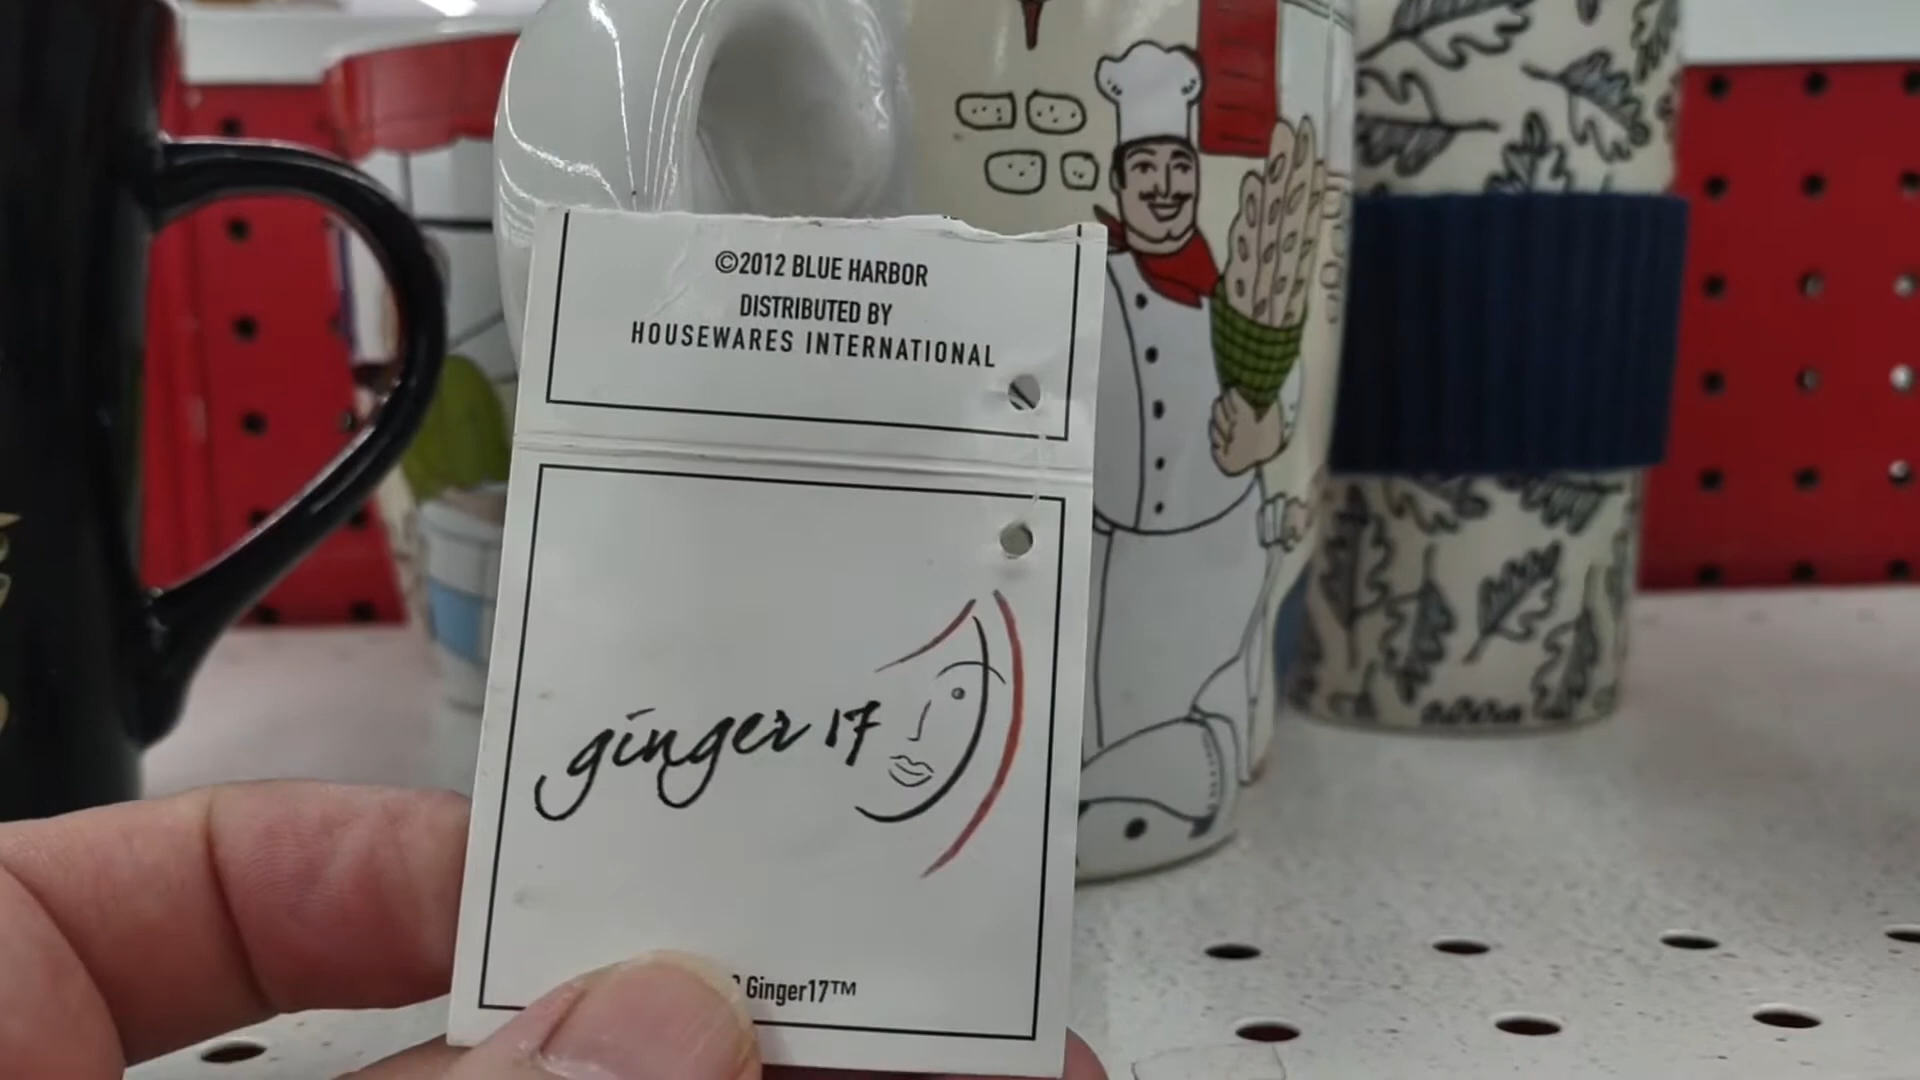 ©2012 BLUE HARBOR
DISTRIBUTED BY
HOUSEWARES INTERNATIONAL
ginger 17
Ginger17™